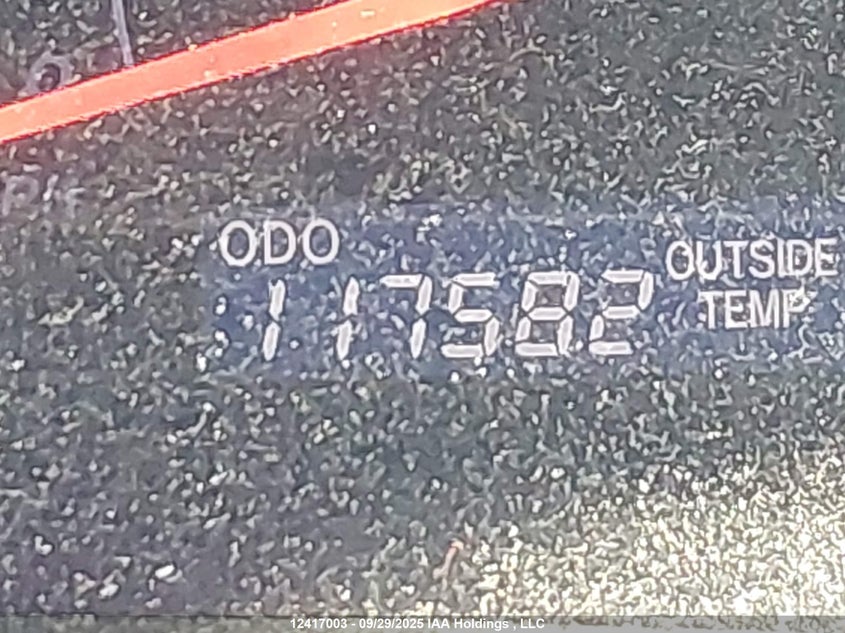 ODO
117582
OUTSIDE
TEMP
12417003 - 09/29/2025 IAA Holdings , LLC